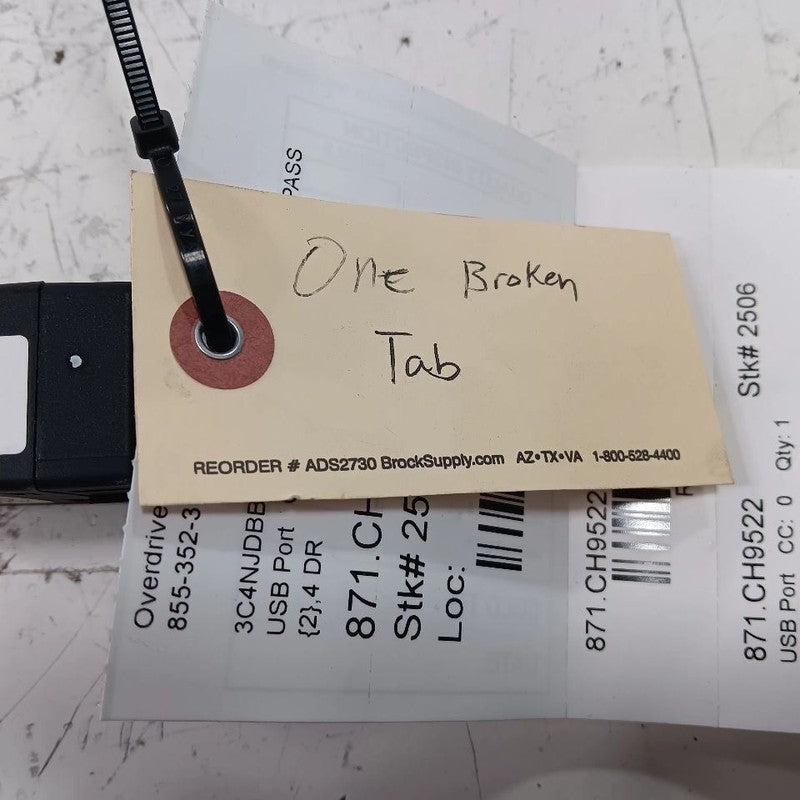 One Broken
Tab
REORDER # ADS2730 BrockSupply.com AZ•TX•VA 1-800-528-4400
PASS
Overdrive
855-352-3
3C4NJDBB
USB Port
{2},4 DR
871.CH
Stk# 25
Loc:
871.CH9522
Stk# 2506
871.CH9522
USB Port CC: 0 Qty: 1